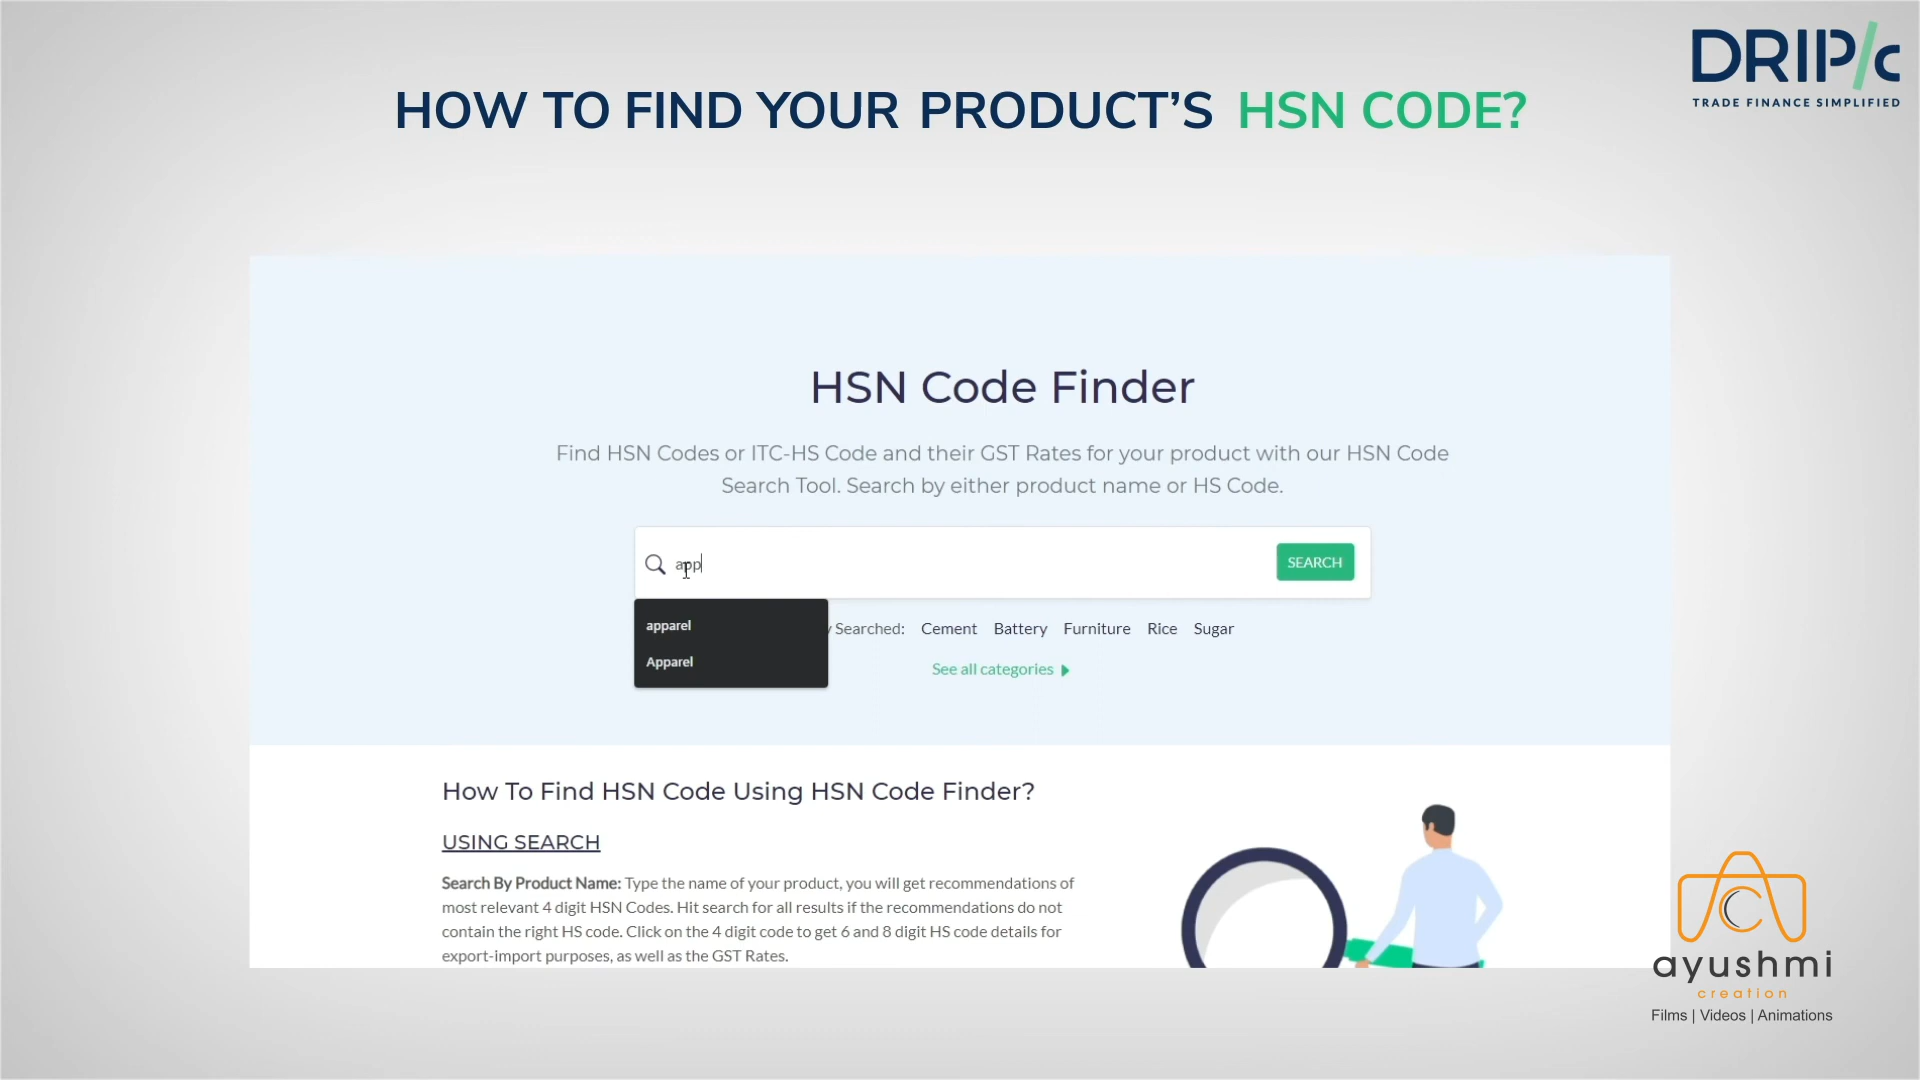 DRIP/c
TRADE FINANCE SIMPLIFIED
HOW TO FIND YOUR PRODUCT’S HSN CODE?
HSN Code Finder
Find HSN Codes or ITC-HS Code and their GST Rates for your product with our HSN Code
Search Tool. Search by either product name or HS Code.
app
SEARCH
apparel
Apparel
Searched: Cement Battery Furniture Rice Sugar
See all categories
How To Find HSN Code Using HSN Code Finder?
USING SEARCH
Search By Product Name: Type the name of your product, you will get recommendations of
most relevant 4 digit HSN Codes. Hit search for all results if the recommendations do not
contain the right HS code. Click on the 4 digit code to get 6 and 8 digit HS code details for
export-import purposes, as well as the GST Rates.
ayushmi
creation
Films | Videos | Animations